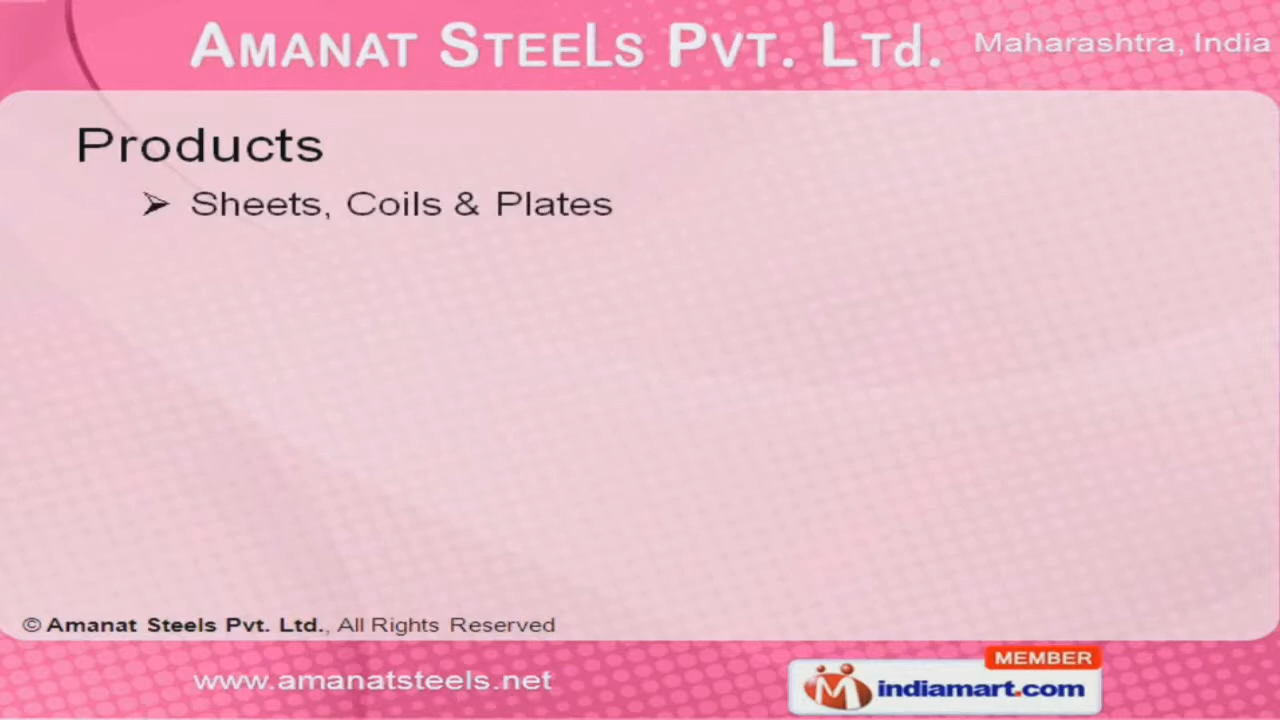 AMANAT STEELS PVT. LTd.
Maharashtra, India
Products
➢ Sheets, Coils & Plates
© Amanat Steels Pvt. Ltd., All Rights Reserved
www.amanatsteels.net
MEMBER
indiamart.com